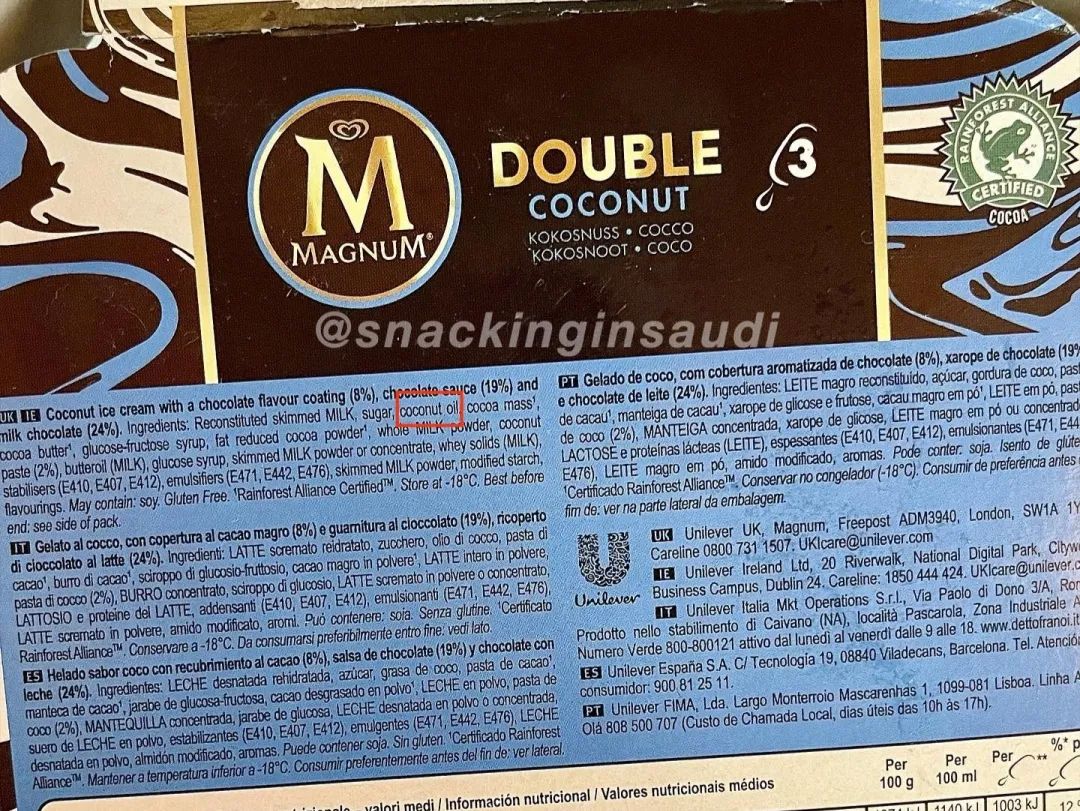 M
MAGNUM®
DOUBLE
COCONUT
KOKOSNUSS • COCCO
KOKOSNOOT • COCO
3
RAINFOREST ALLIANCE
CERTIFIED
COCOA
@snackinginsaudi
UK IE Coconut ice cream with a chocolate flavour coating (8%), chocolate sauce (19%) and
milk chocolate (24%). Ingredients: Reconstituted skimmed MILK, sugar, coconut oil, cocoa mass¹,
cocoa butter¹, glucose-fructose syrup, fat reduced cocoa powder¹, whole MILK powder, coconut
paste (2%), butteroil (MILK), glucose syrup, skimmed MILK powder or concentrate, whey solids (MILK),
stabilisers (E410, E407, E412), emulsifiers (E471, E442, E476), skimmed MILK powder, modified starch,
flavourings. May contain: soy. Gluten Free. ¹Rainforest Alliance Certified™. Store at -18°C. Best before
end: see side of pack.
IT Gelato al cocco, con copertura al cacao magro (8%) e guarnitura al cioccolato (19%), ricoperto
di cioccolato al latte (24%). Ingredienti: LATTE scremato reidratato, zucchero, olio di cocco, pasta di
cacao¹, burro di cacao¹, sciroppo di glucosio-fruttosio, cacao magro in polvere¹, LATTE intero in polvere,
pasta di cocco (2%), BURRO concentrato, sciroppo di glucosio, LATTE scremato in polvere o concentrato,
LATTOSIO e proteine del LATTE, addensanti (E410, E407, E412), emulsionanti (E471, E442, E476),
LATTE scremato in polvere, amido modificato, aromi. Può contenere: soia. Senza glutine. ¹Certificato
Rainforest Alliance™. Conservare a -18°C. Da consumarsi preferibilmente entro fine: vedi lato.
ES Helado sabor coco con recubrimiento al cacao (8%), salsa de chocolate (19%) y chocolate con
leche (24%). Ingredientes: LECHE desnatada rehidratada, azúcar, grasa de coco, pasta de cacao¹,
manteca de cacao¹, jarabe de glucosa-fructosa, cacao desgrasado en polvo¹, LECHE en polvo, pasta de
coco (2%), MANTEQUILLA concentrada, jarabe de glucosa, LECHE desnatada en polvo o concentrada,
suero de LECHE en polvo, estabilizantes (E410, E407, E412), emulgentes (E471, E442, E476), LECHE
desnatada en polvo, almidón modificado, aromas. Puede contener soja. Sin gluten. ¹Certificado Rainforest
Alliance™. Mantener a temperatura inferior a -18°C. Consumir preferentemente antes del fin de: ver lateral.
PT Gelado de coco, com cobertura aromatizada de chocolate (8%), xarope de chocolate (19%
e chocolate de leite (24%). Ingredientes: LEITE magro reconstituído, açúcar, gordura de coco, past
de cacau¹, manteiga de cacau¹, xarope de glicose e frutose, cacau magro em pó¹, LEITE em pó, past
de coco (2%), MANTEIGA concentrada, xarope de glicose, LEITE magro em pó ou concentrado
LACTOSE e proteínas lácteas (LEITE), espessantes (E410, E407, E412), emulsionantes (E471, E44
E476), LEITE magro em pó, amido modificado, aromas. Pode conter: soja. Isento de glúte
¹Certificado Rainforest Alliance™. Conservar no congelador (-18°C). Consumir de preferência antes
fim de: ver na parte lateral da embalagem.
Unilever
UK Unilever UK, Magnum, Freepost ADM3940, London, SW1A 1Y
Careline 0800 731 1507. UKIcare@unilever.com
IE Unilever Ireland Ltd, 20 Riverwalk, National Digital Park, Cityw
Business Campus, Dublin 24. Careline: 1850 444 424. UKIcare@unilever.c
IT Unilever Italia Mkt Operations S.r.l., Via Paolo di Dono 3/A, Ro
Prodotto nello stabilimento di Caivano (NA), località Pascarola, Zona Industriale A
Numero Verde 800-800121 attivo dal lunedì al venerdì dalle 9 alle 18. www.dettofranoi.it
ES Unilever España S.A. C/ Tecnología 19, 08840 Viladecans, Barcelona. Tel. Atenció
consumidor: 900 81 25 11.
PT Unilever FIMA, Lda. Largo Monterroio Mascarenhas 1, 1099-081 Lisboa. Linha A
Olá 808 500 707 (Custo de Chamada Local, dias úteis das 10h às 17h).
valori medi / Información nutricional / Valores nutricionais médios
Per
100 g
Per
100 ml
Per
**
%* p
1140 kJ
1003 kJ
12